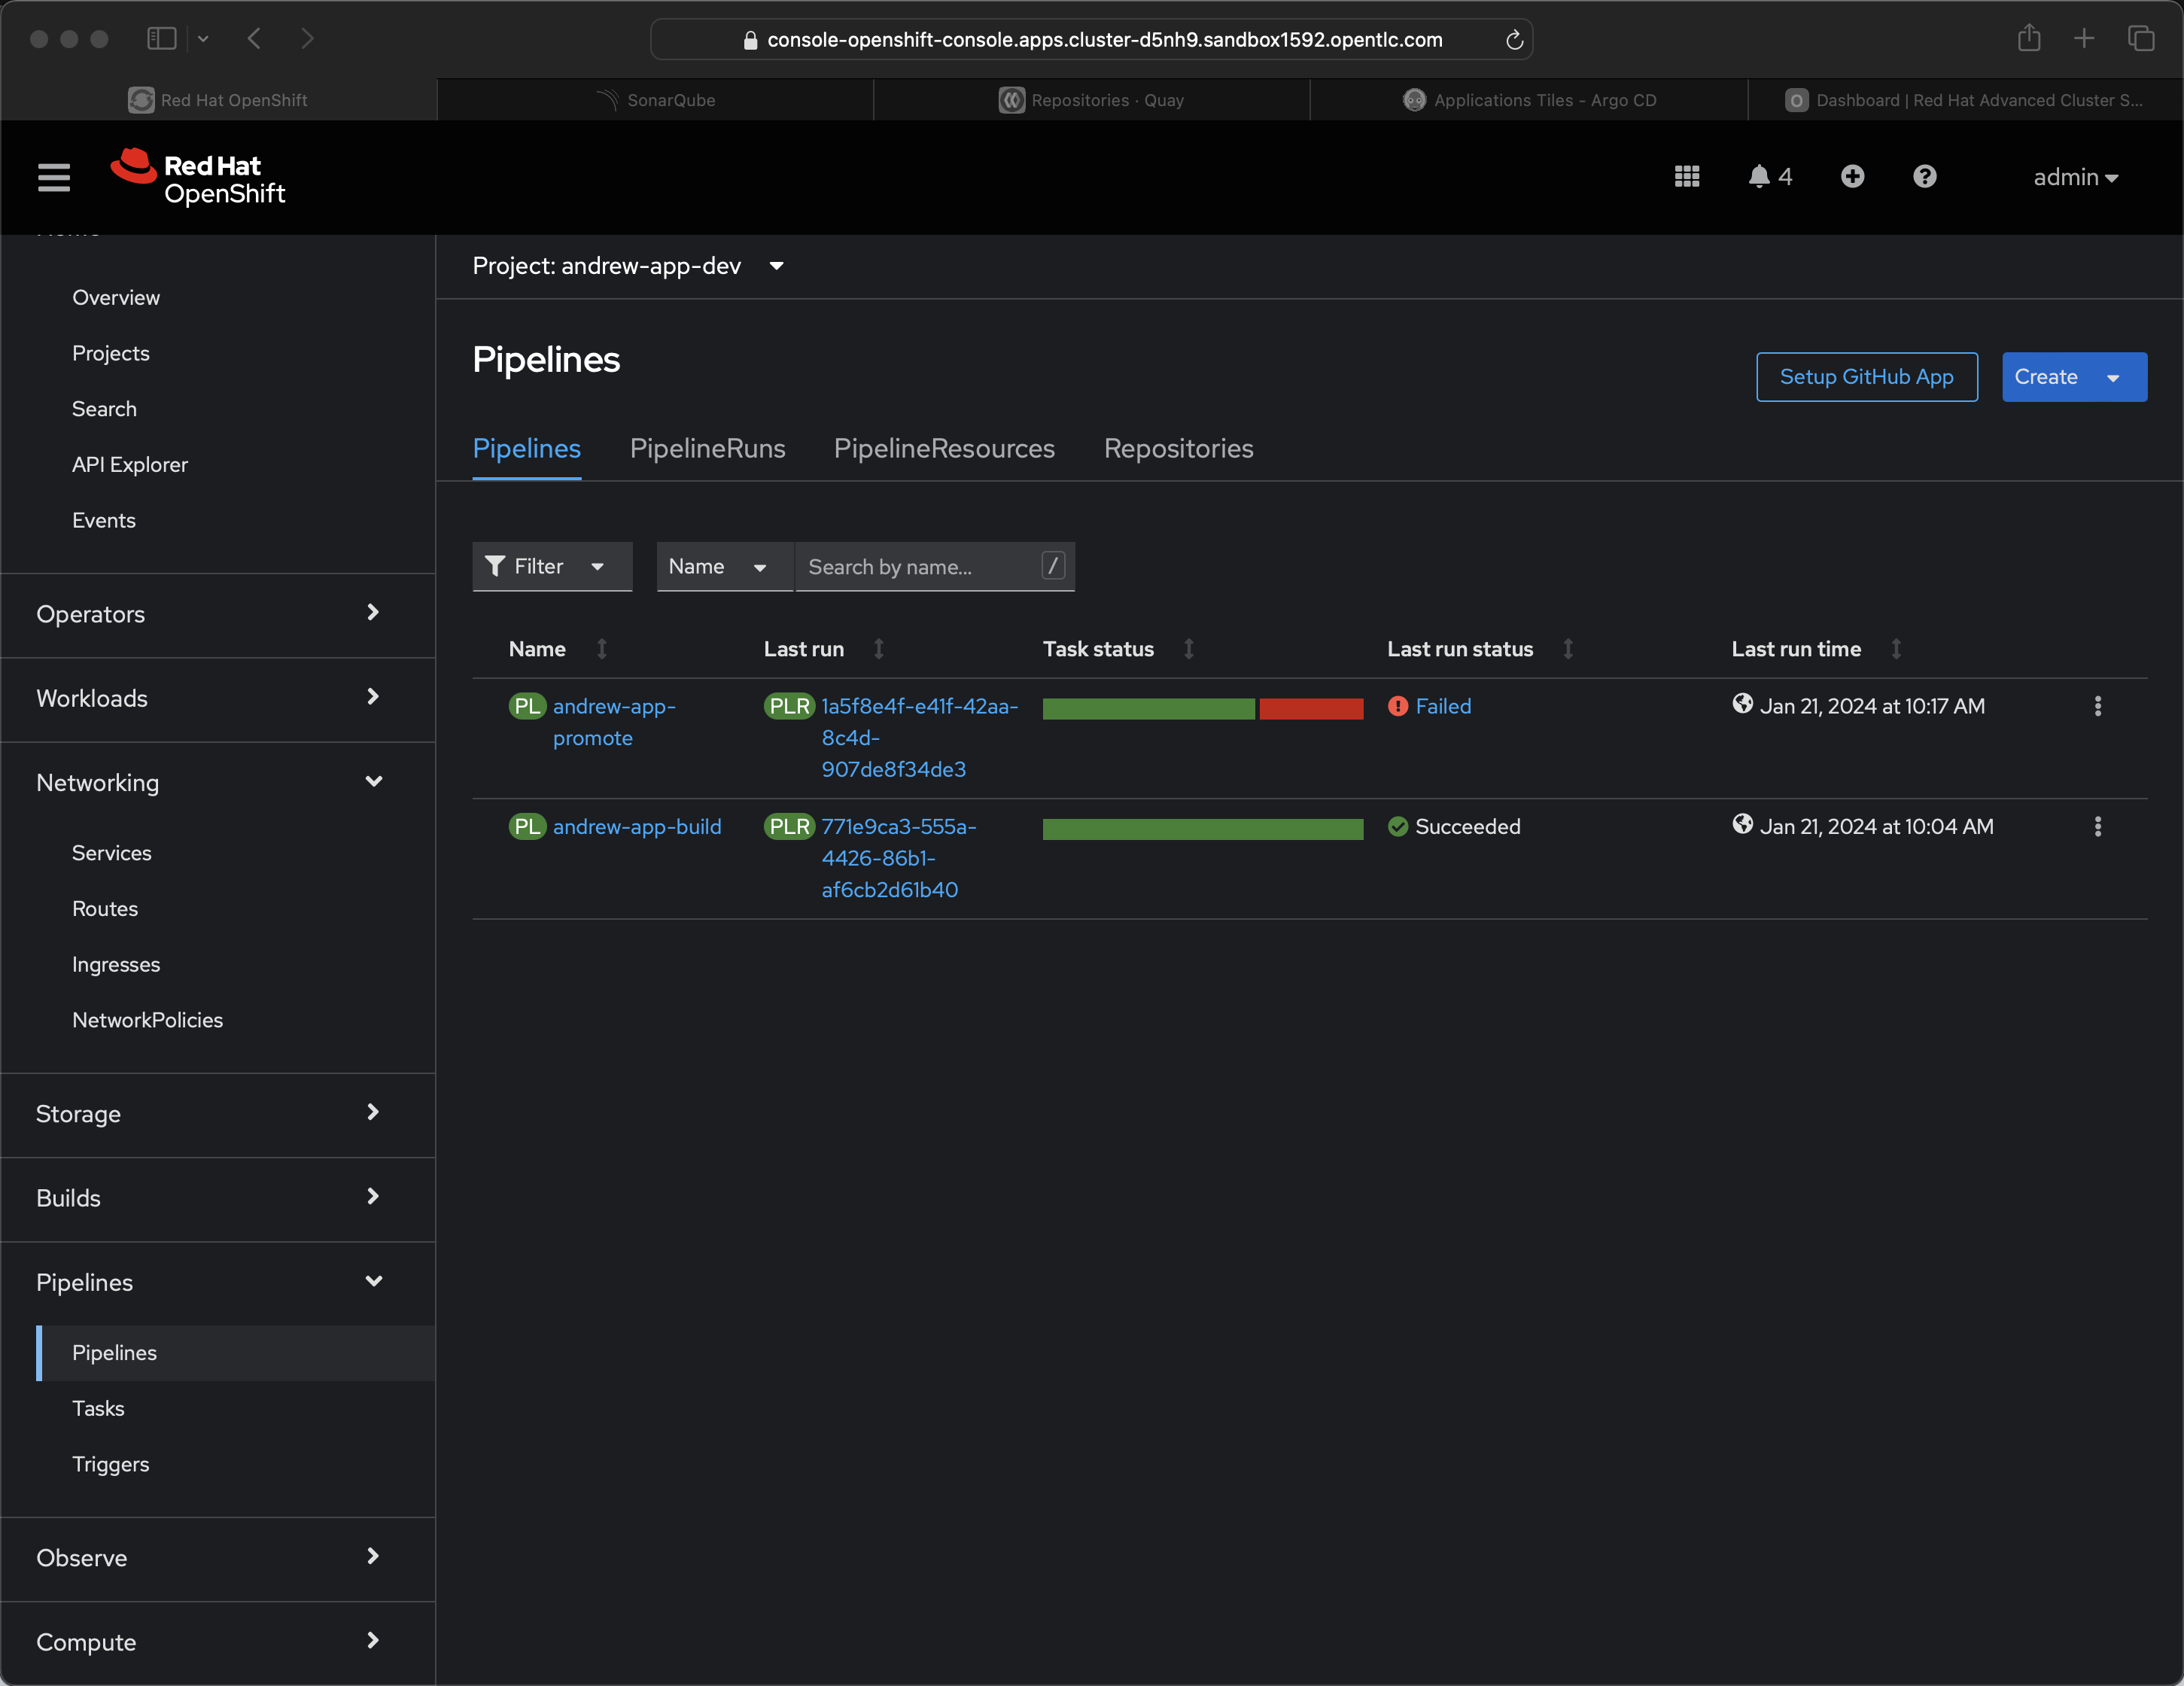 console-openshift-console.apps.cluster-d5nh9.sandbox1592.opentlc.com
Red Hat OpenShift
SonarQube
Repositories · Quay
Applications Tiles - Argo CD
Dashboard | Red Hat Advanced Cluster S...
Red Hat
OpenShift
4
admin
Overview
Projects
Search
API Explorer
Events
Operators
Workloads
Networking
Services
Routes
Ingresses
NetworkPolicies
Storage
Builds
Pipelines
Pipelines
Tasks
Triggers
Observe
Compute
Project: andrew-app-dev
Pipelines
Setup GitHub App
Create
Pipelines
PipelineRuns
PipelineResources
Repositories
Filter
Name
Search by name...
/
Name
Last run
Task status
Last run status
Last run time
PL andrew-app-
promote
PLR 1a5f8e4f-e41f-42aa-
8c4d-
907de8f34de3
Failed
Jan 21, 2024 at 10:17 AM
PL andrew-app-build
PLR 771e9ca3-555a-
4426-86b1-
af6cb2d61b40
Succeeded
Jan 21, 2024 at 10:04 AM